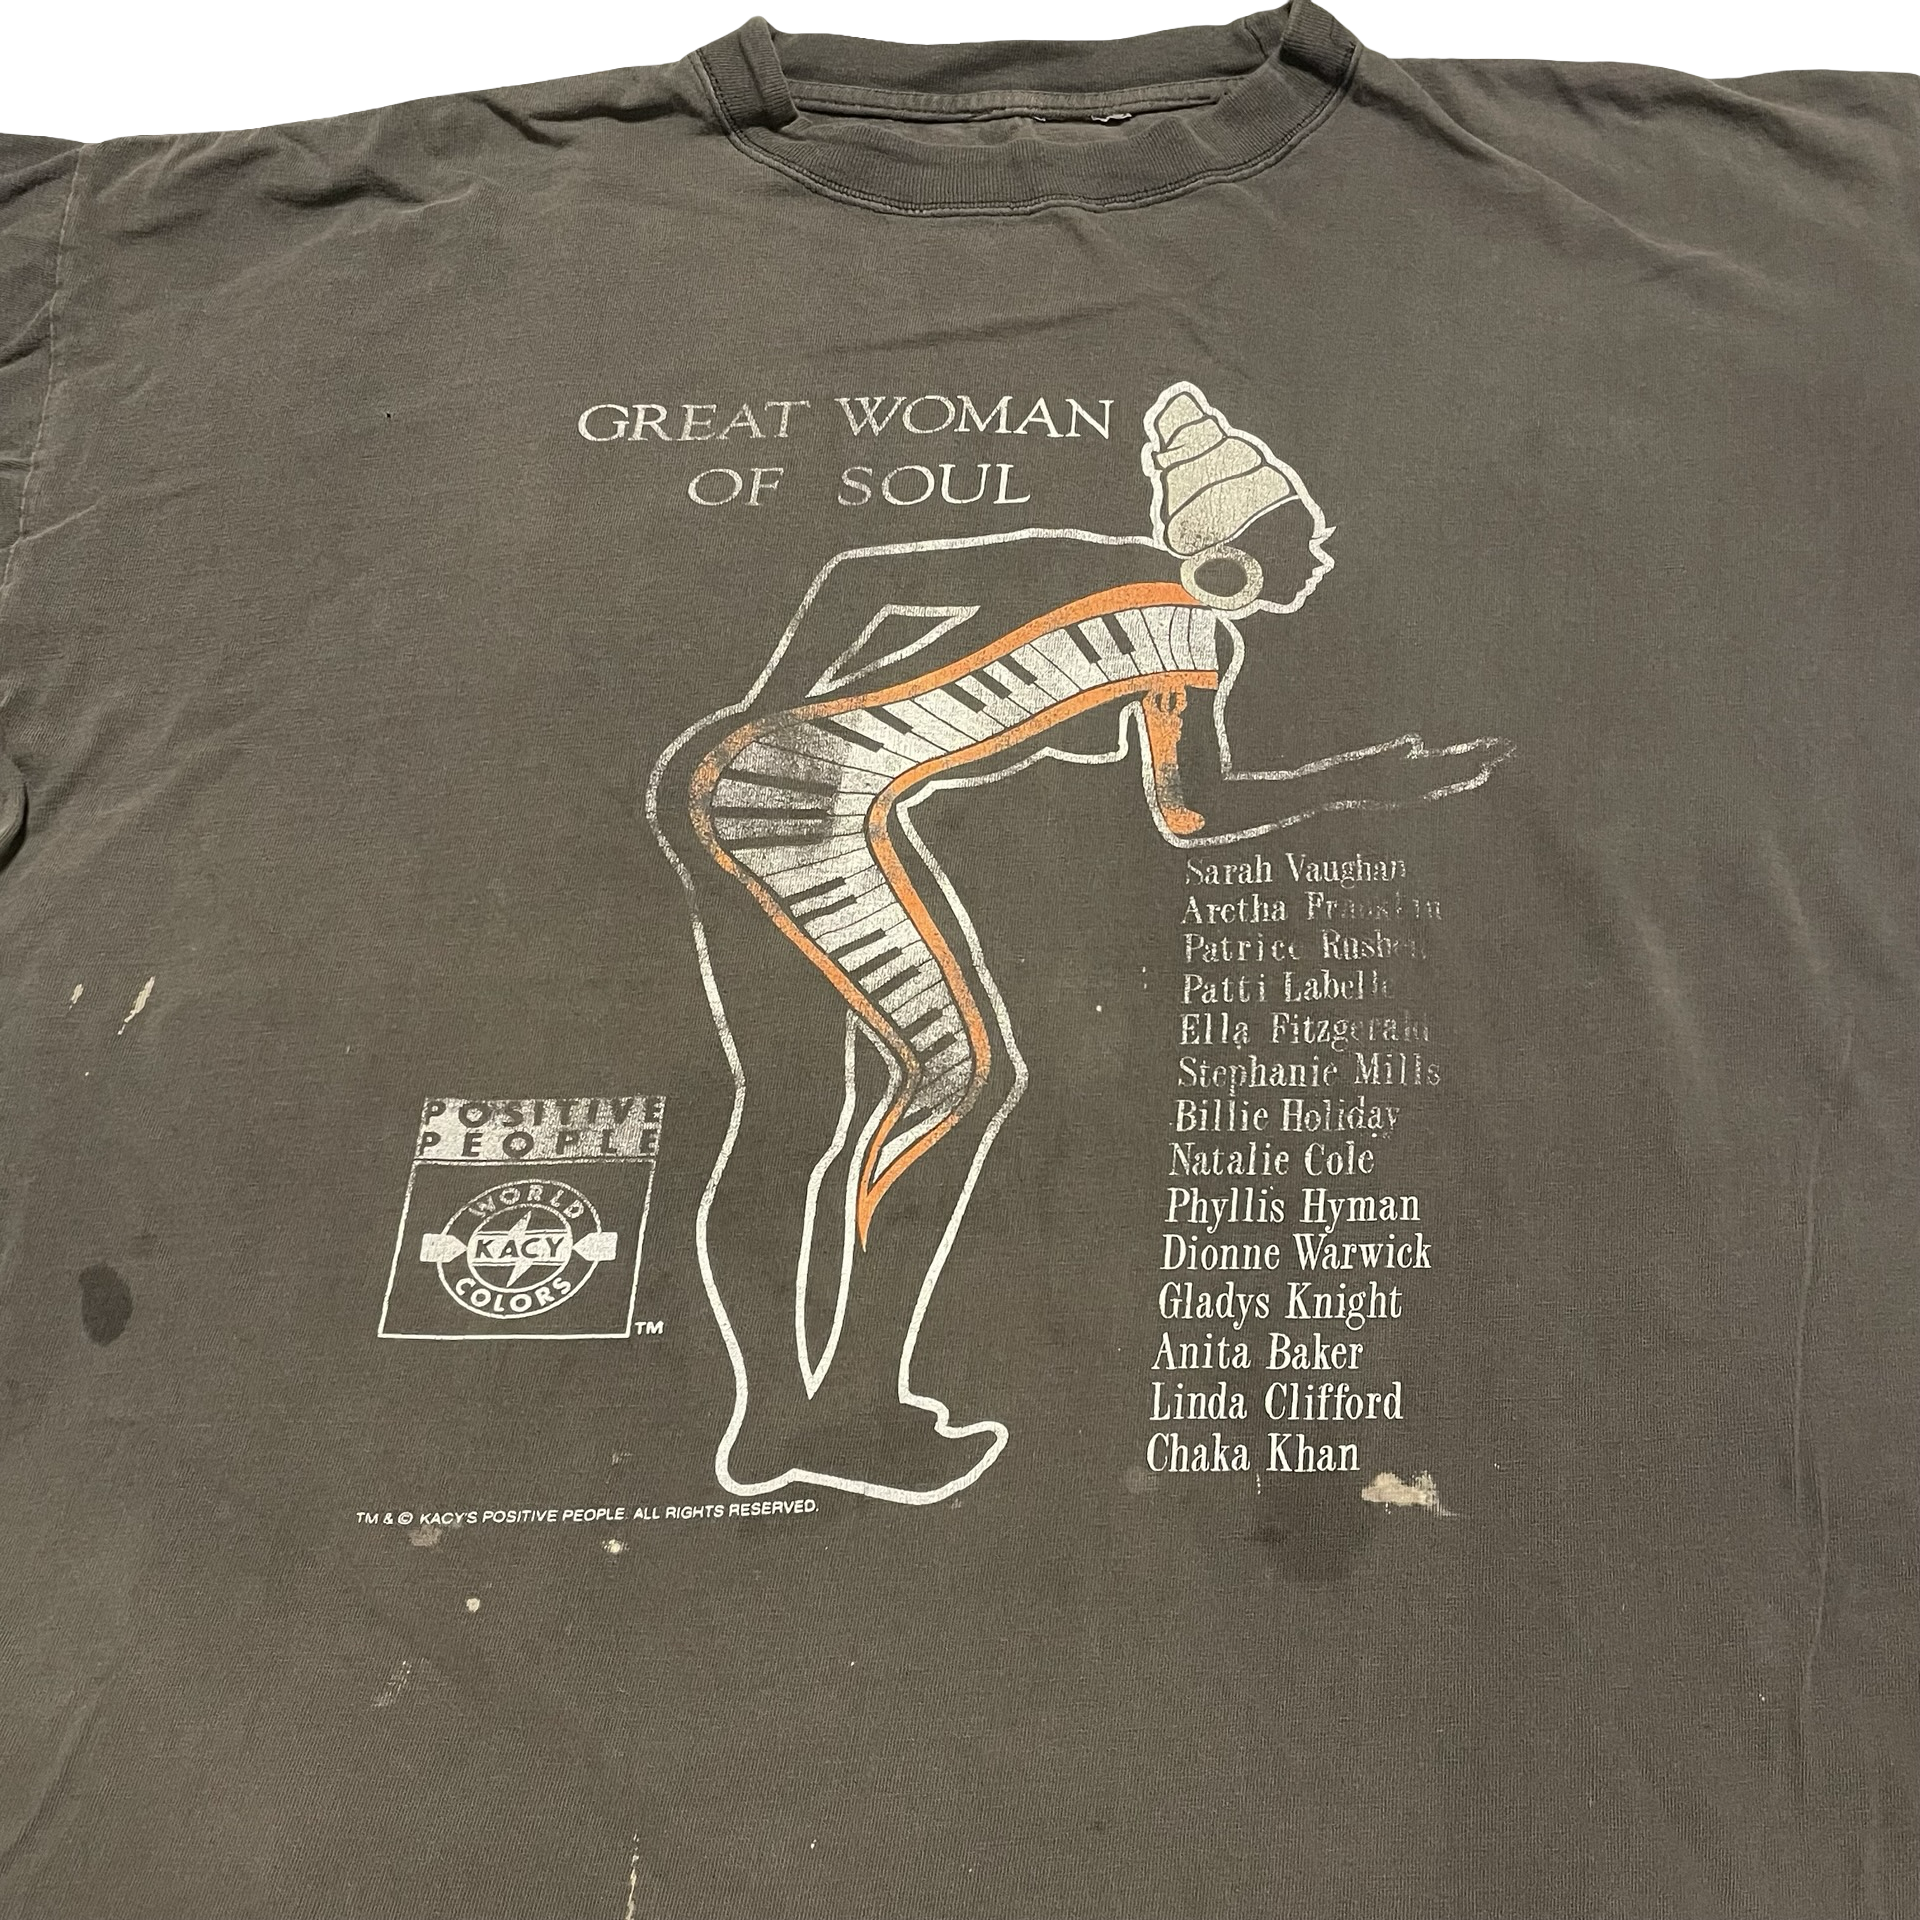 GREAT WOMAN
OF SOUL
Sarah Vaughan
Aretha Franklin
Patrice Rushen
Patti Labelle
Ella Fitzgerald
Stephanie Mills
Billie Holiday
Natalie Cole
Phyllis Hyman
Dionne Warwick
Gladys Knight
Anita Baker
Linda Clifford
Chaka Khan
POSITIVE
PEOPLE
WORLD
KACY
COLORS
TM
TM & © KACY'S POSITIVE PEOPLE. ALL RIGHTS RESERVED.